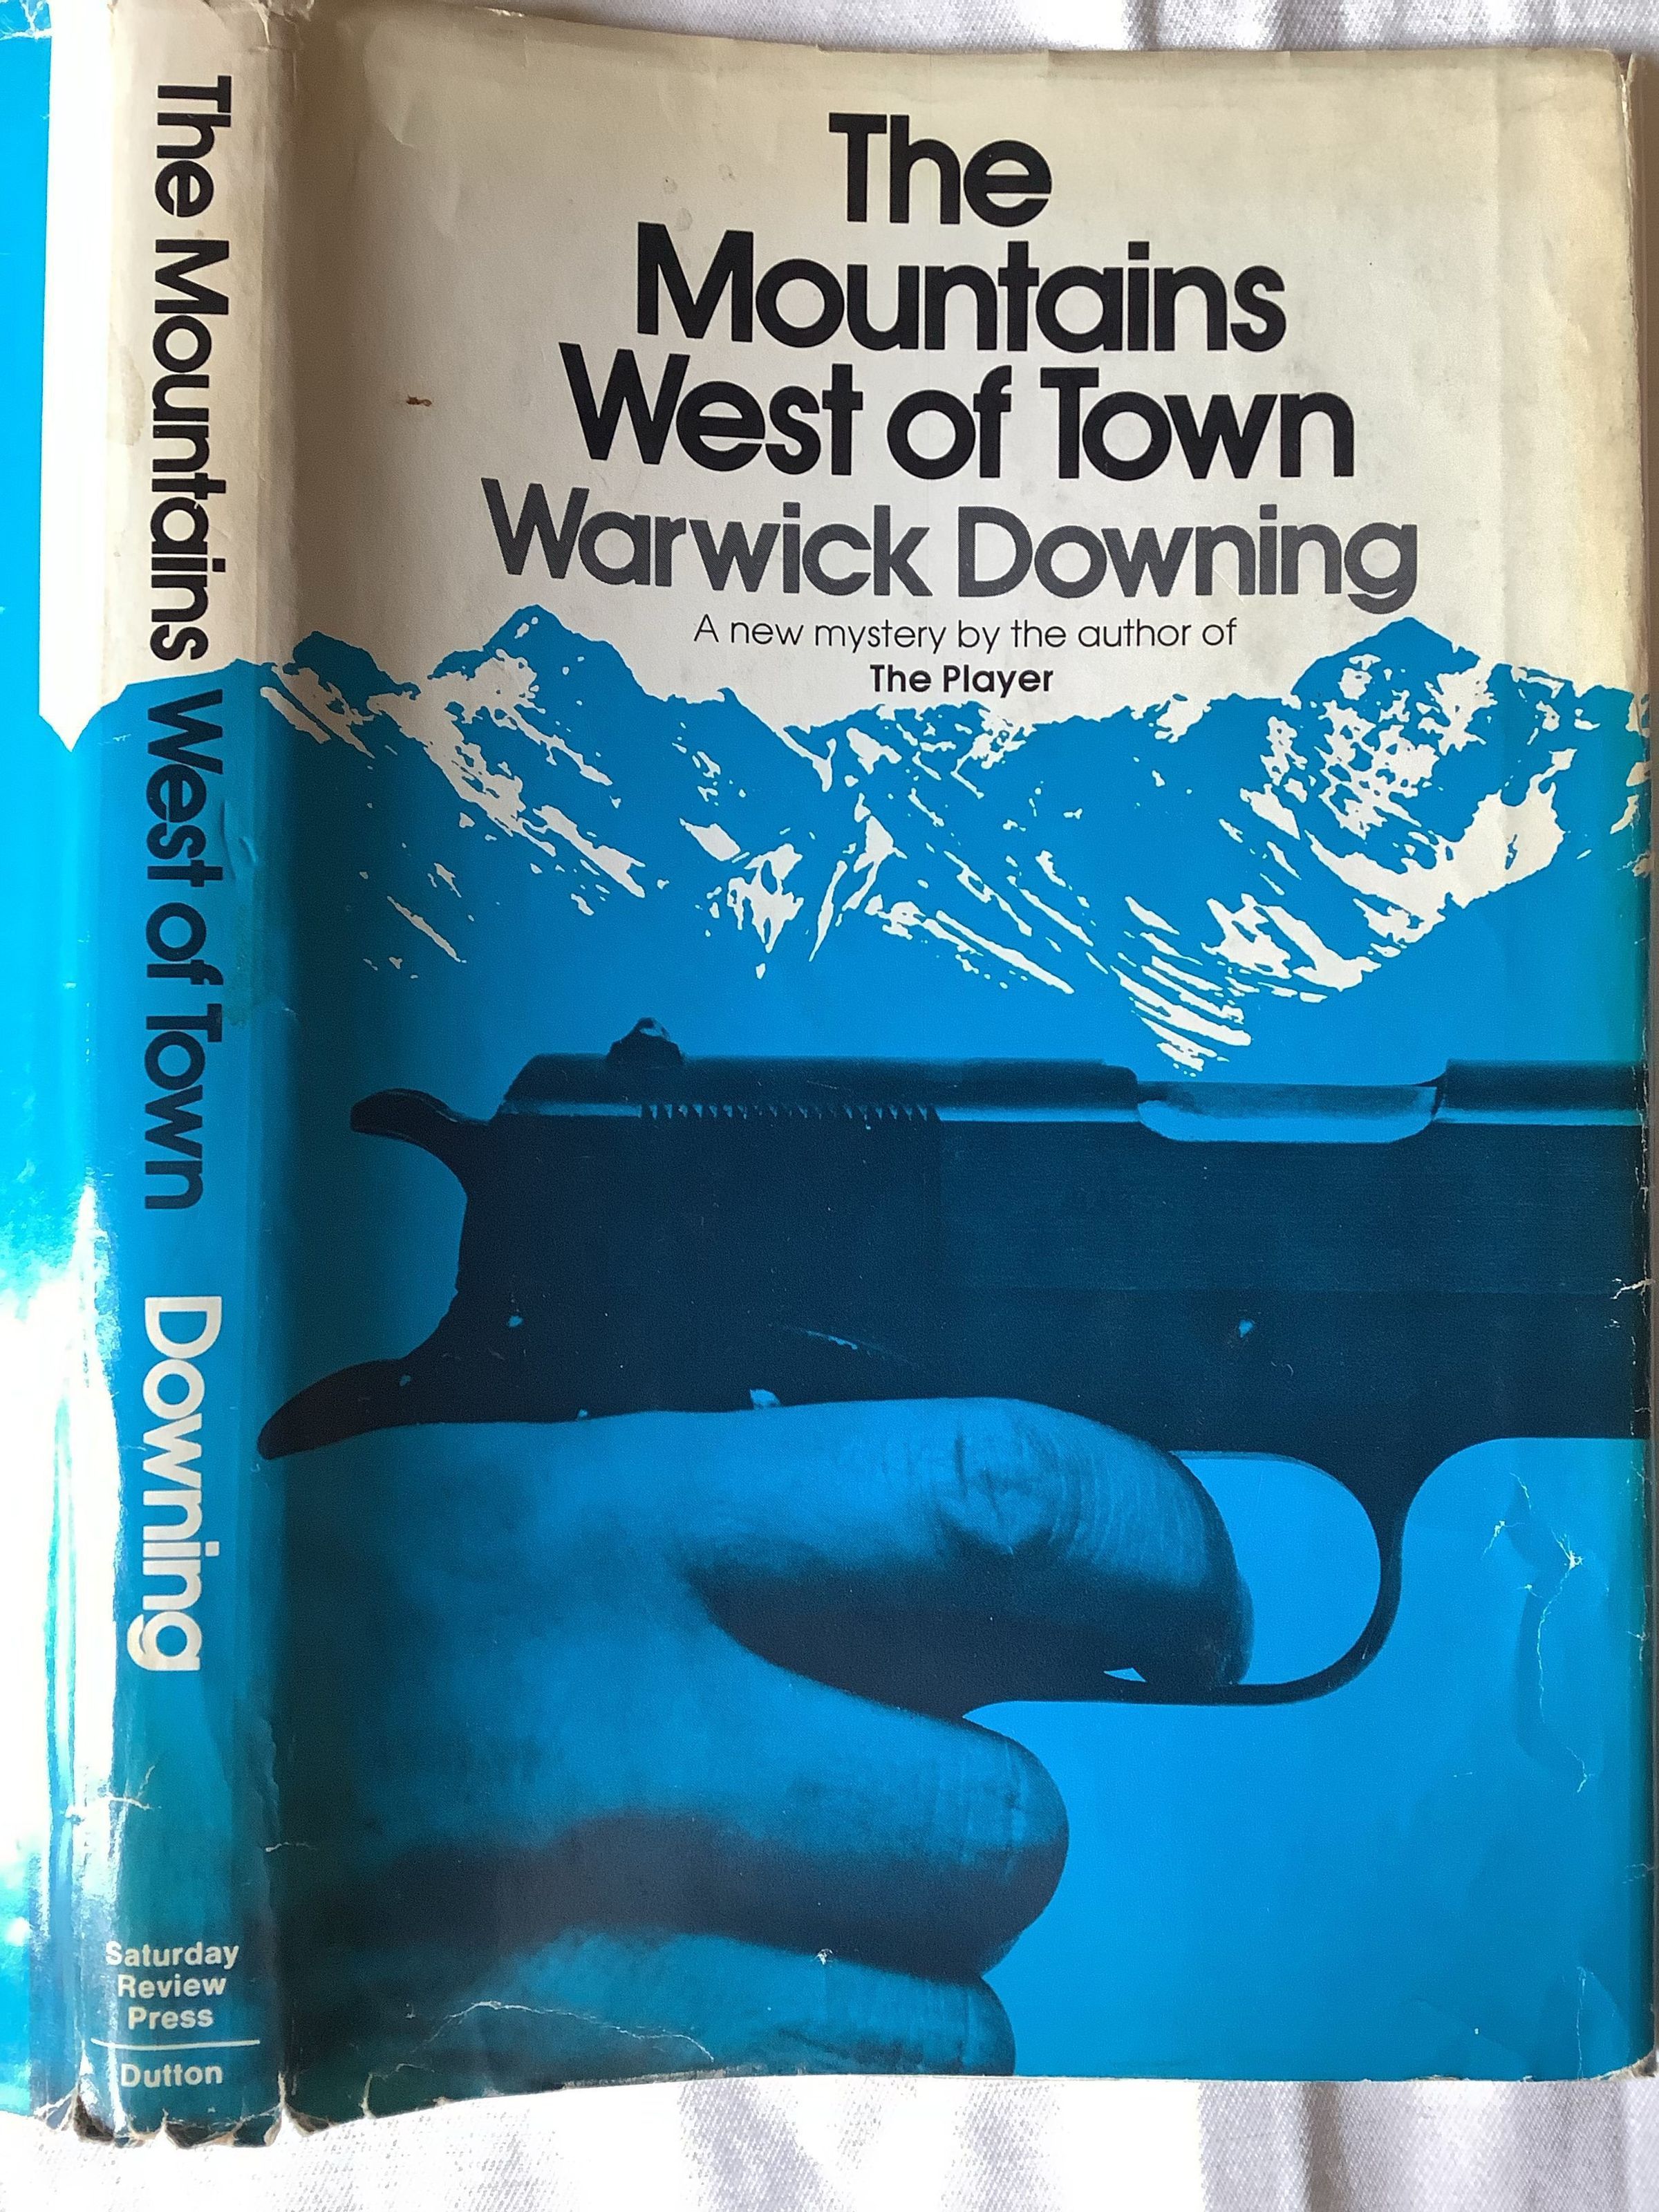 The Mountains West of Town Downing
Saturday
Review
Press
Dutton
The
Mountains
West of Town
Warwick Downing
A new mystery by the author of
The Player